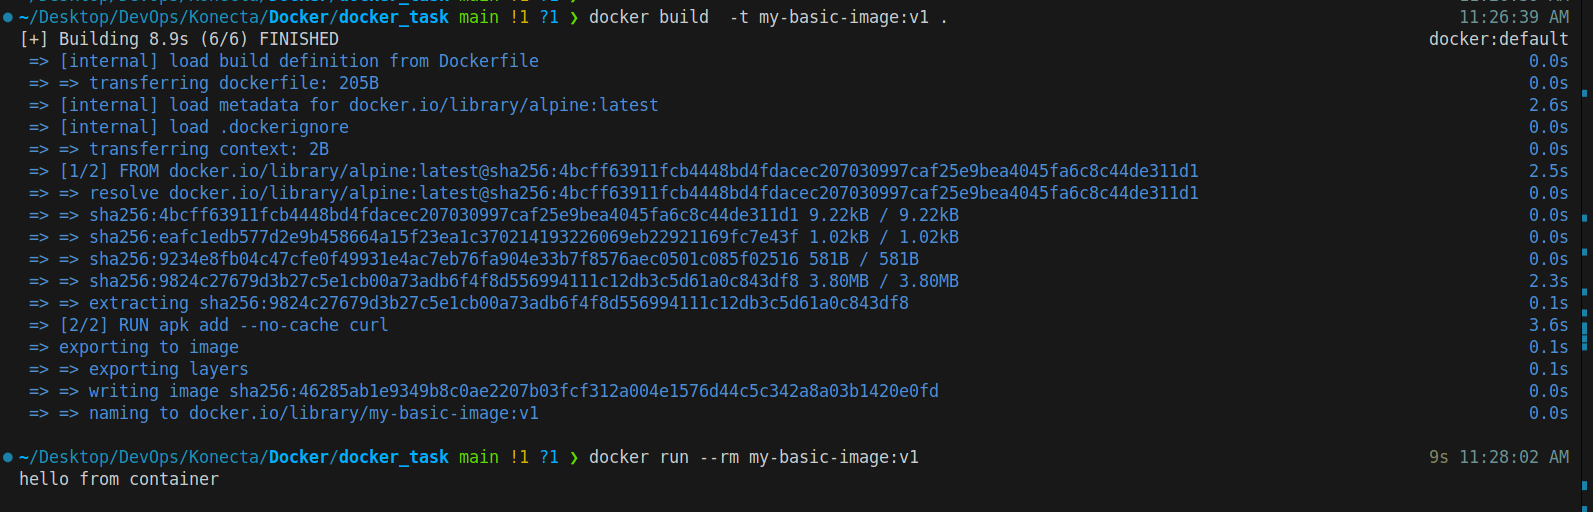 ~/Desktop/DevOps/Konecta/Docker/docker_task main !1 ?1 ❯ docker build  -t my-basic-image:v1 . 11:26:39 AM
[+] Building 8.9s (6/6) FINISHED docker:default
=> [internal] load build definition from Dockerfile 0.0s
=> => transferring dockerfile: 205B 0.0s
=> [internal] load metadata for docker.io/library/alpine:latest 2.6s
=> [internal] load .dockerignore 0.0s
=> => transferring context: 2B 0.0s
=> [1/2] FROM docker.io/library/alpine:latest@sha256:4bcff63911fcb4448bd4fdacec207030997caf25e9bea4045fa6c8c44de311d1 2.5s
=> => resolve docker.io/library/alpine:latest@sha256:4bcff63911fcb4448bd4fdacec207030997caf25e9bea4045fa6c8c44de311d1 0.0s
=> => sha256:4bcff63911fcb4448bd4fdacec207030997caf25e9bea4045fa6c8c44de311d1 9.22kB / 9.22kB 0.0s
=> => sha256:eafc1edb577d2e9b458664a15f23ea1c370214193226069eb22921169fc7e43f 1.02kB / 1.02kB 0.0s
=> => sha256:9234e8fb04c47cfe0f49931e4ac7eb76fa904e33b7f8576aec0501c085f02516 581B / 581B 0.0s
=> => sha256:9824c27679d3b27c5e1cb00a73adb6f4f8d556994111c12db3c5d61a0c843df8 3.80MB / 3.80MB 2.3s
=> => extracting sha256:9824c27679d3b27c5e1cb00a73adb6f4f8d556994111c12db3c5d61a0c843df8 0.1s
=> [2/2] RUN apk add --no-cache curl 3.6s
=> exporting to image 0.1s
=> => exporting layers 0.1s
=> => writing image sha256:46285ab1e9349b8c0ae2207b03fcf312a004e1576d44c5c342a8a03b1420e0fd 0.0s
=> => naming to docker.io/library/my-basic-image:v1 0.0s
~/Desktop/DevOps/Konecta/Docker/docker_task main !1 ?1 ❯ docker run --rm my-basic-image:v1 9s 11:28:02 AM
hello from container